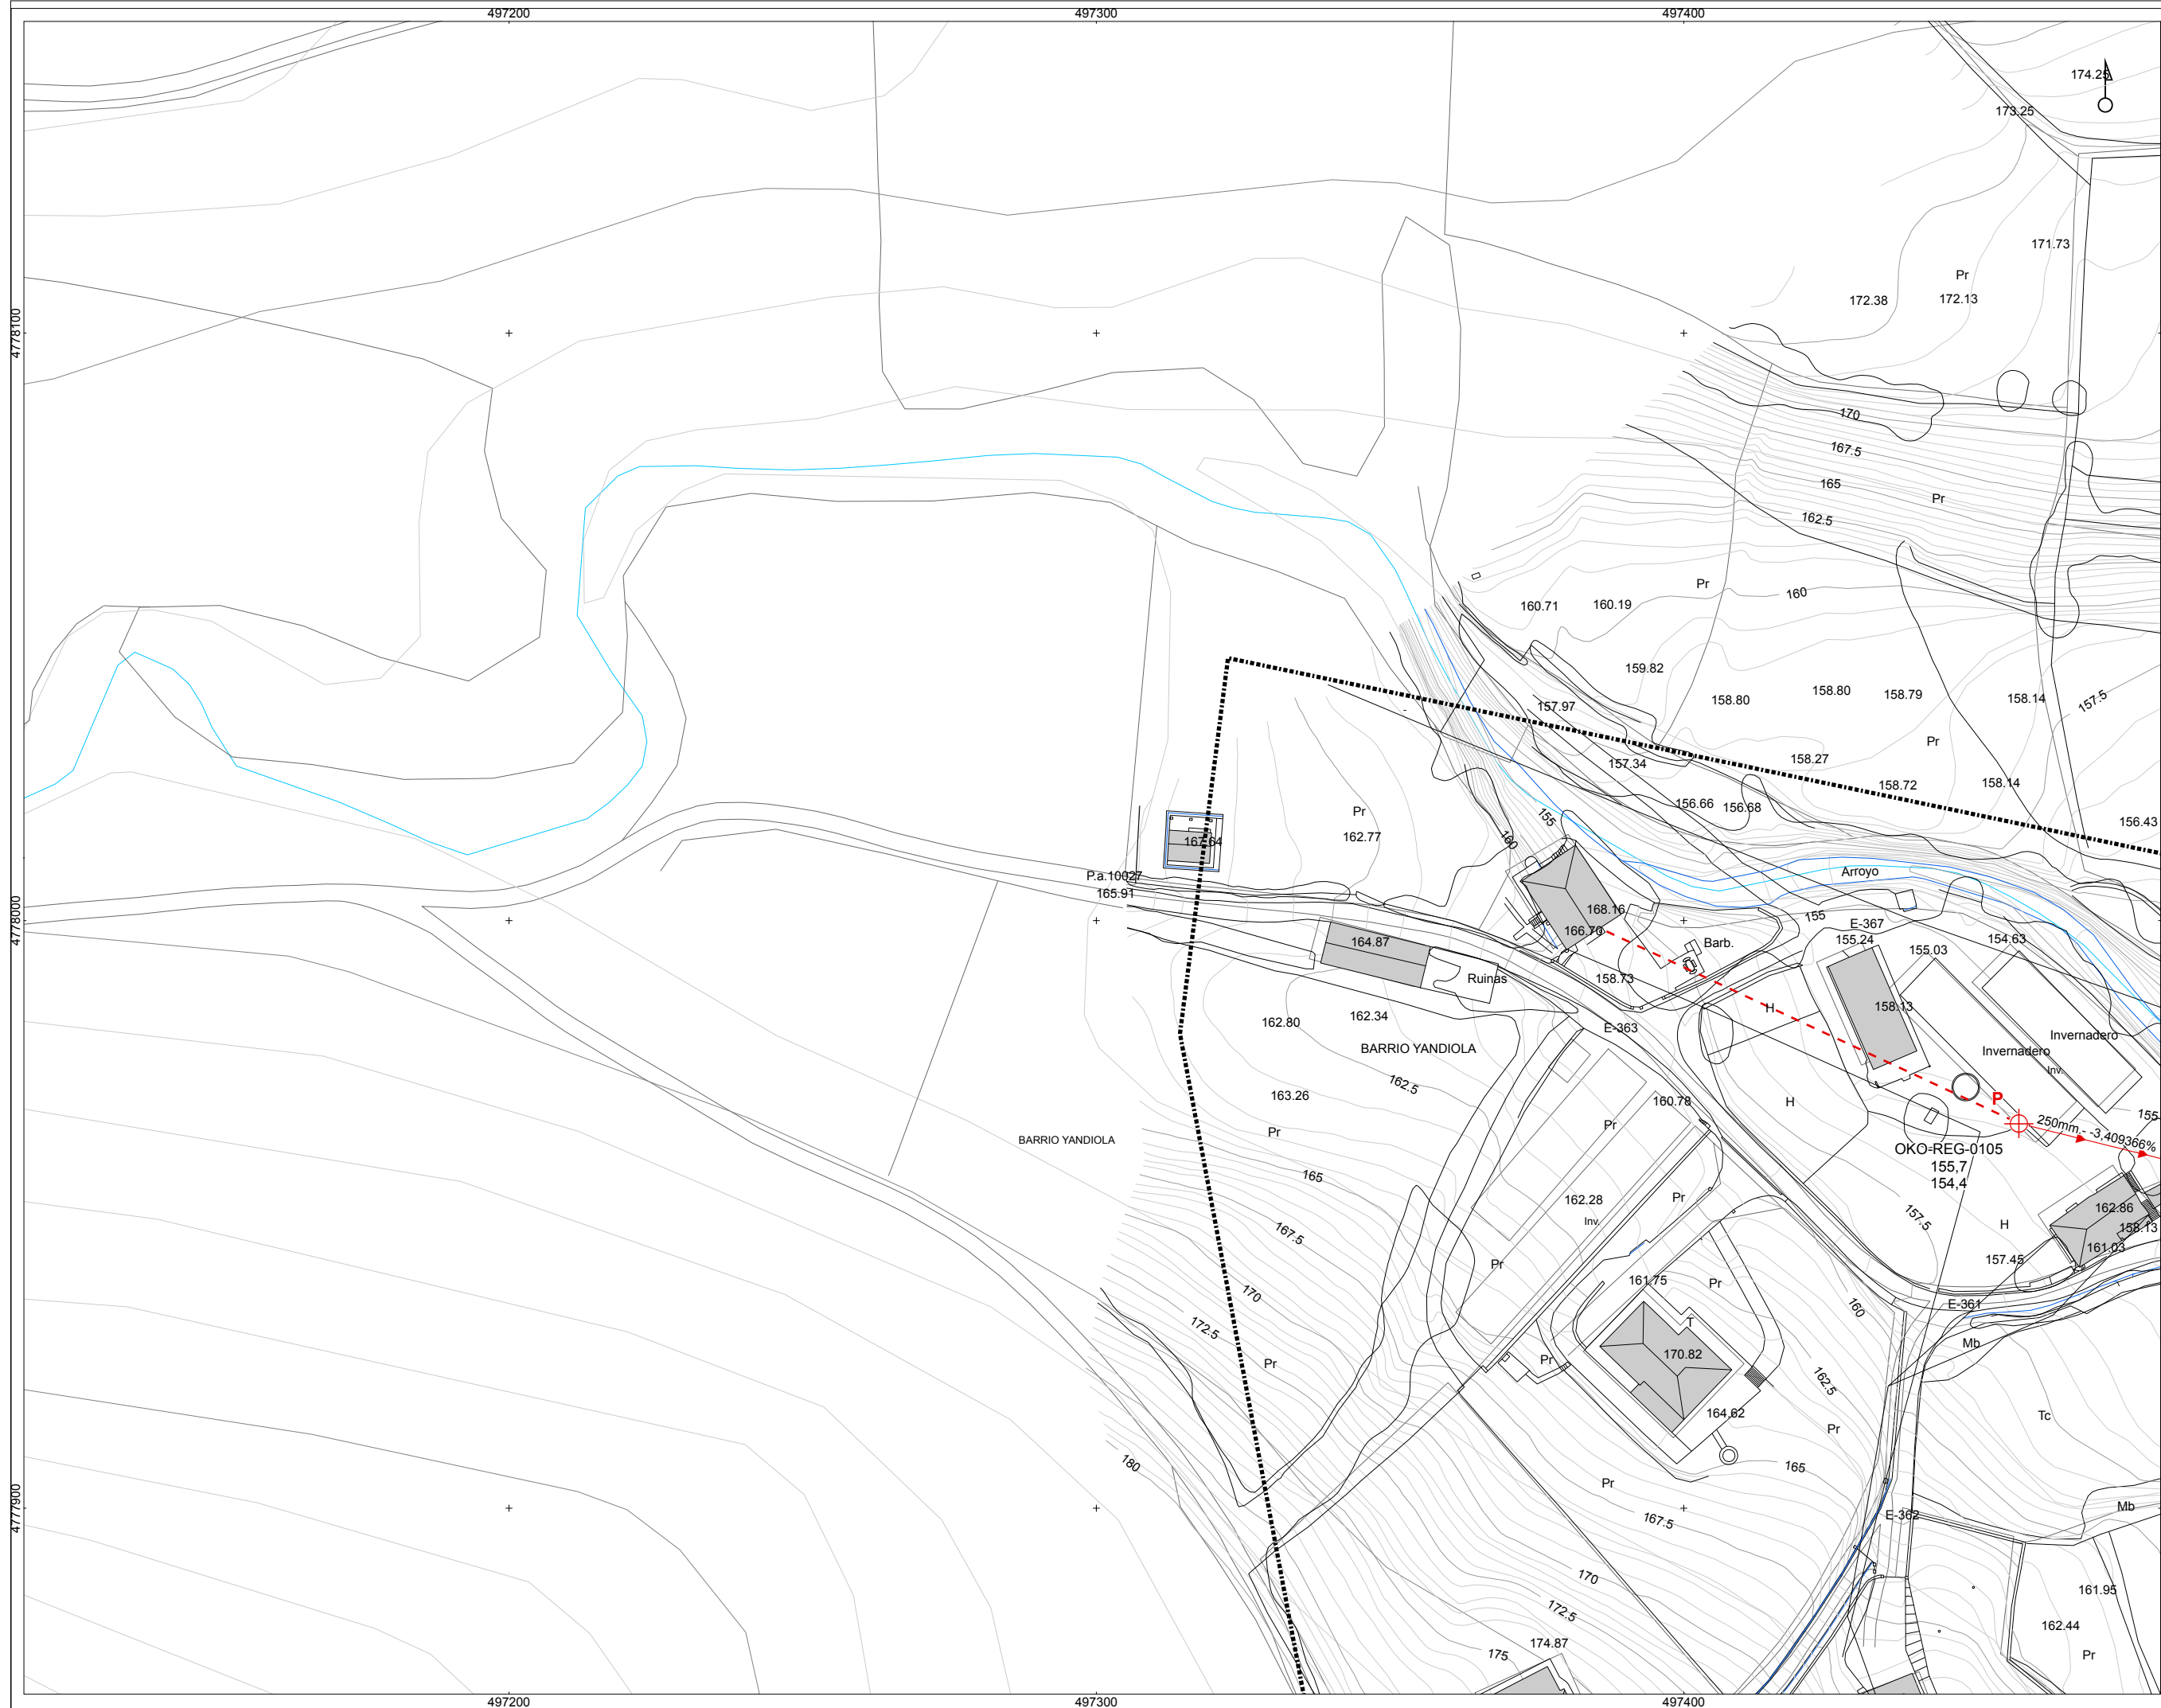 497200 497300 497400
174.25
173.25
171.73
Pr
172.38 172.13
4778100
170
167.5
165
Pr
162.5
Pr
160
160.71 160.19
159.82
158.80 158.80 158.79 158.14 157.5
157.97
Pr
157.34 158.27
158.72 158.14
156.66 156.68
156.43
Pr
162.77
155
160
167.64
Arroyo
P.a.10027
165.91
4778000
168.16
166.70
155
E-367
155.24
155.03
154.63
164.87
Barb.
Ruinas
158.73
H
158.13
162.80 162.34
E-363
Invernadero
Invernadero
Inv.
BARRIO YANDIOLA
162.5
163.26
160.78
H
P
155
250mm.- -3,409366%
Pr
Pr
BARRIO YANDIOLA
OKO-REG-0105
155,7
154,4
165
162.28
Pr
Inv.
157.5
H
162.86
158.13
161.03
157.45
167.5
Pr
161.75
Pr
170
160
E-361
172.5
T
Mb
Pr
Pr
170.82
162.5
164.62
Tc
Pr
180
165
Pr
4777900
167.5
E-362
Mb
170
172.5
161.95
162.44
Pr
174.87
175
497200 497300 497400